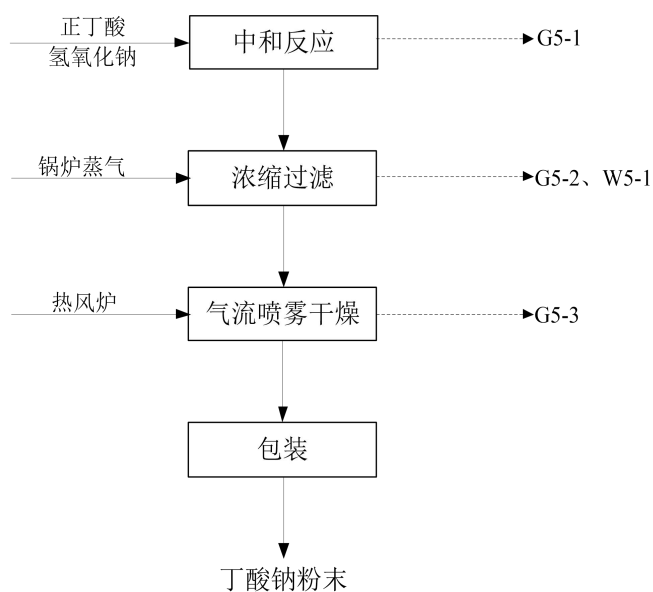 正丁酸
氢氧化钠
中和反应
G5-1
锅炉蒸气
浓缩过滤
G5-2、W5-1
热风炉
气流喷雾干燥
G5-3
包装
丁酸钠粉末